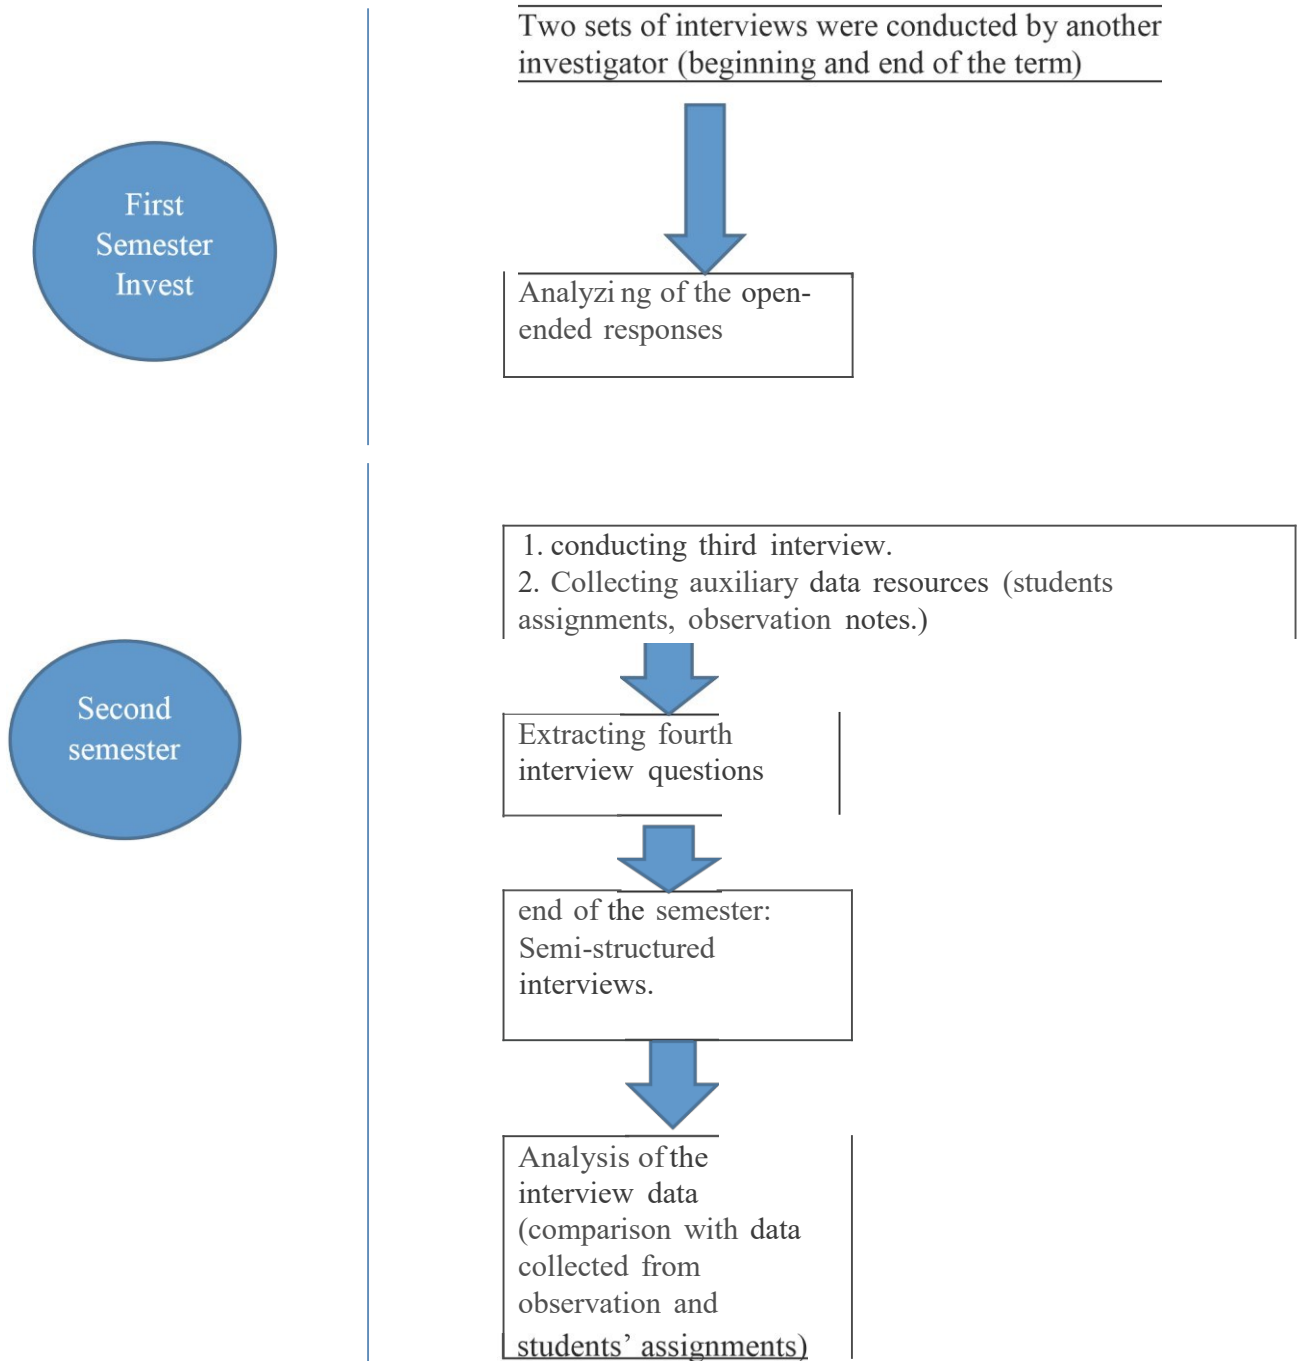 Two sets of interviews were conducted by another
investigator (beginning and end of the term)
First
Semester
Invest
Analyzing of the open-
ended responses
1. conducting third interview.
2. Collecting auxiliary data resources (students
assignments, observation notes.)
Second
semester
Extracting fourth
interview questions
end of the semester:
Semi-structured
interviews.
Analysis of the
interview data
(comparison with data
collected from
observation and
students’ assignments)